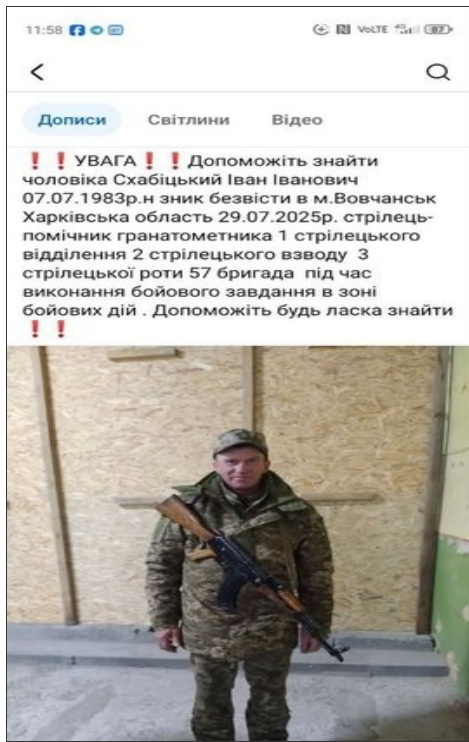 11:58
VoLTE 4G 87
Дописи Світлини Відео
❗❗УВАГА❗❗Допоможіть знайти
чоловіка Схабіцький Іван Іванович
07.07.1983р.н зник безвісти в м.Вовчанськ
Харківська область 29.07.2025р. стрілець-
помічник гранатометника 1 стрілецького
відділення 2 стрілецького взводу 3
стрілецької роти 57 бригада під час
виконання бойового завдання в зоні
бойових дій . Допоможіть будь ласка знайти
❗❗